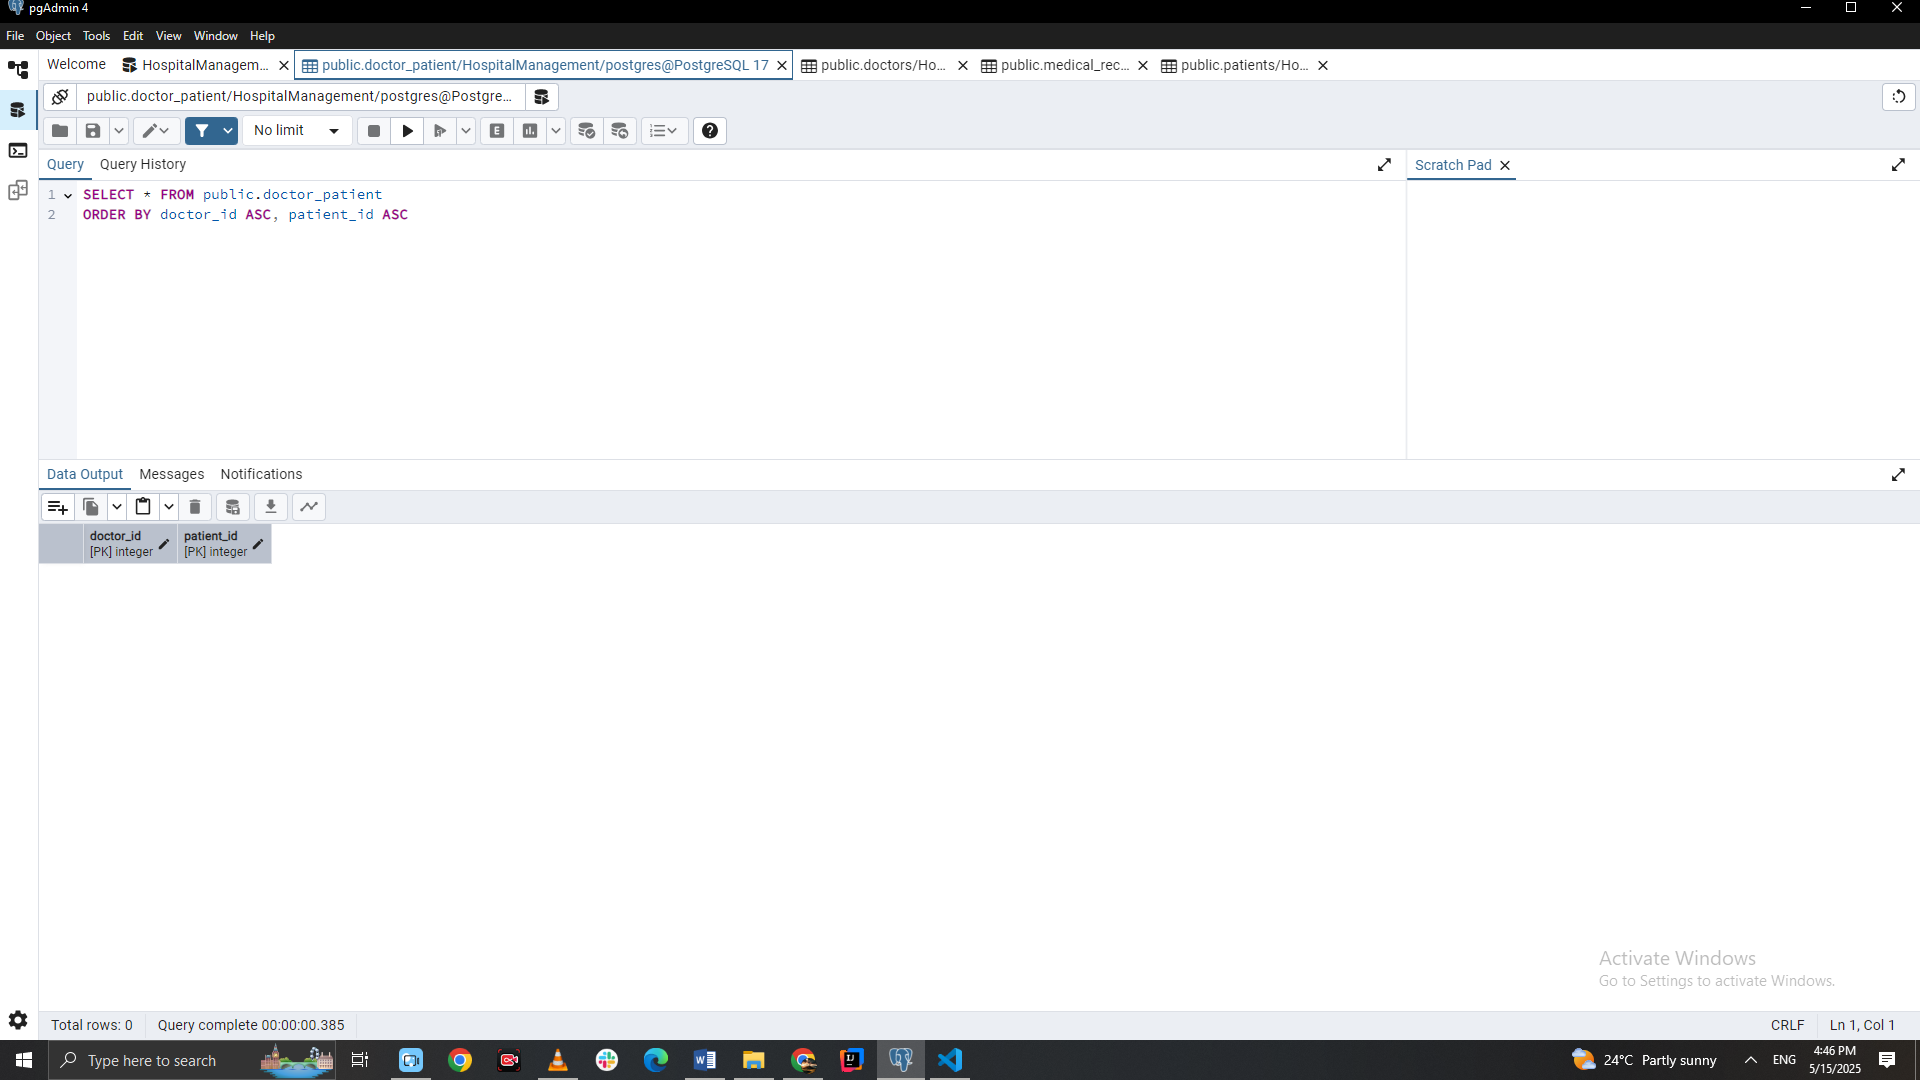 pgAdmin 4
File Object Tools Edit View Window Help
Welcome HospitalManagem... public.doctor_patient/HospitalManagement/postgres@PostgreSQL 17 public.doctors/Ho... public.medical_rec... public.patients/Ho...
public.doctor_patient/HospitalManagement/postgres@Postgre...
No limit
Query Query History
Scratch Pad
1 SELECT * FROM public.doctor_patient
2 ORDER BY doctor_id ASC, patient_id ASC
Data Output Messages Notifications
doctor_id patient_id
[PK] integer [PK] integer
Activate Windows
Go to Settings to activate Windows.
Total rows: 0 Query complete 00:00:00.385 CRLF Ln 1, Col 1
Type here to search 24°C Partly sunny ENG 4:46 PM
5/15/2025